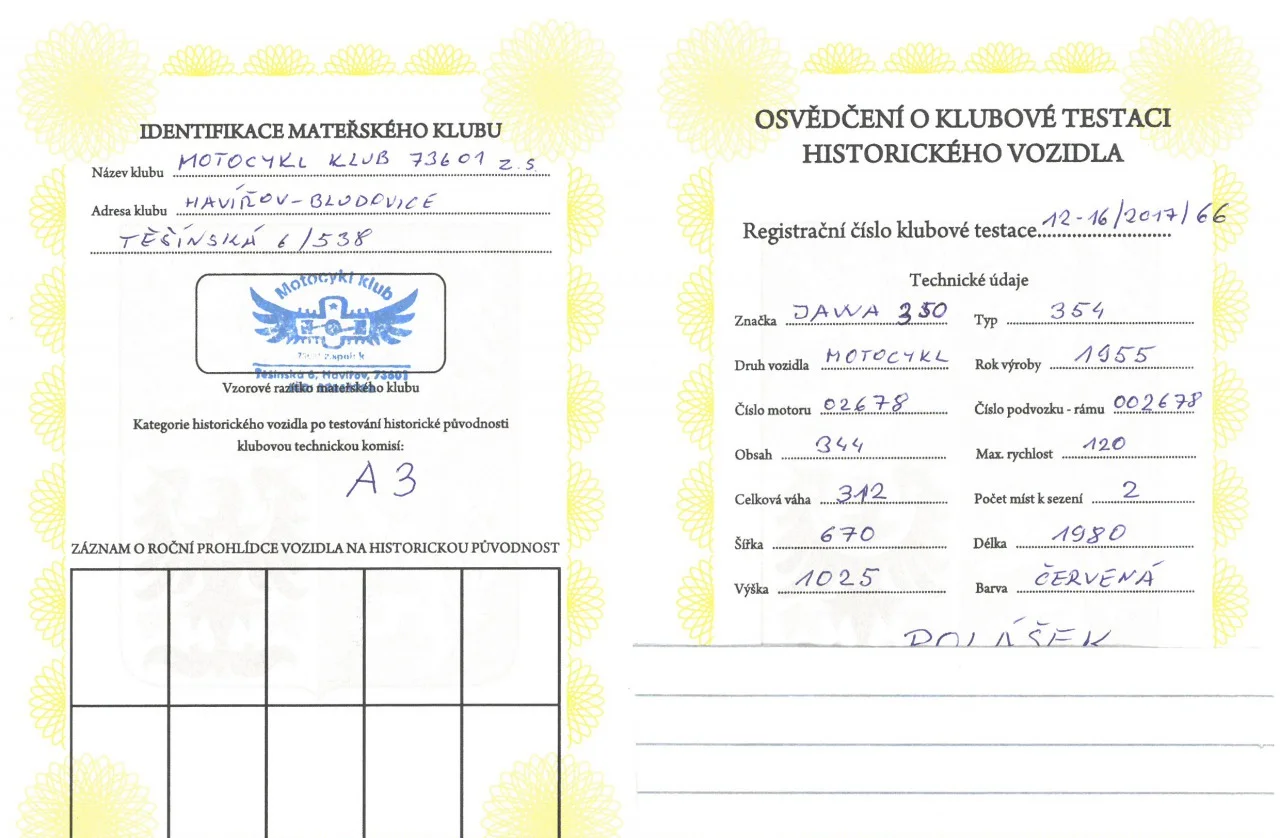 IDENTIFIKACE MATEŘSKÉHO KLUBU
Název klubu MOTOCYKL KLUB 73601 z.s.
Adresa klubu HAVÍŘOV-BLUDOVICE
TĚŠÍNSKÁ 6/538
Motocykl klub
Těšínská 6, Havířov, 73601
Vzorové razítko mateřského klubu
Kategorie historického vozidla po testování historické původnosti
klubovou technickou komisí:
A3
ZÁZNAM O ROČNÍ PROHLÍDCE VOZIDLA NA HISTORICKOU PŮVODNOST
OSVĚDČENÍ O KLUBOVÉ TESTACI
HISTORICKÉHO VOZIDLA
Registrační číslo klubové testace 12-16/2017/66
Technické údaje
Značka JAWA 350 Typ 354
Druh vozidla MOTOCYKL Rok výroby 1955
Číslo motoru 02678 Číslo podvozku - rámu 002678
Obsah 344 Max. rychlost 120
Celková váha 312 Počet míst k sezení 2
Šířka 670 Délka 1980
Výška 1025 Barva ČERVENÁ